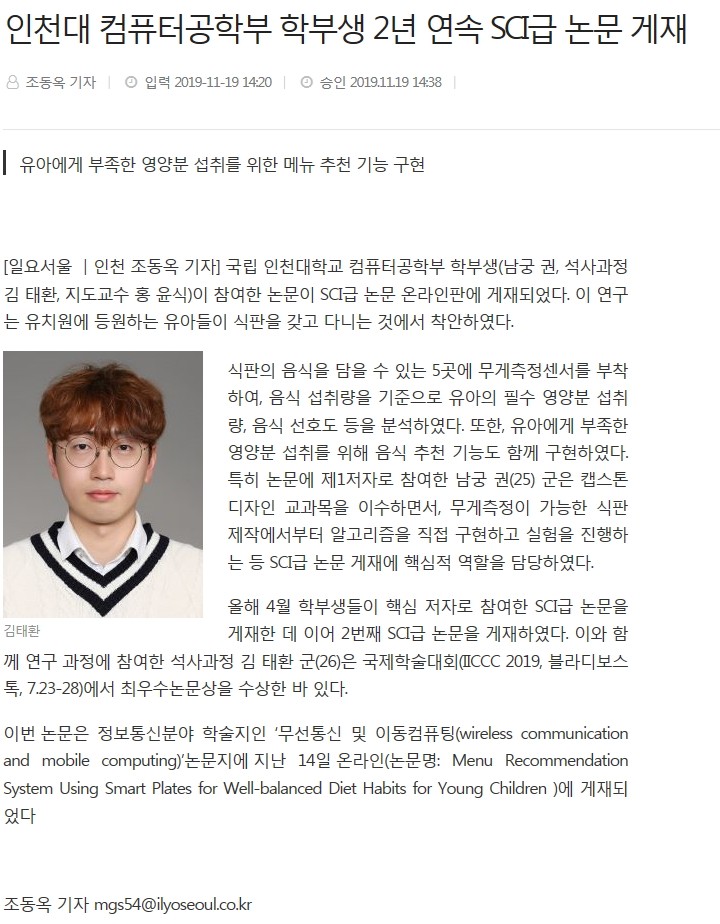 인천대 컴퓨터공학부 학부생 2년 연속 SCI급 논문 게재
조동옥 기자 입력 2019-11-19 14:20 승인 2019.11.19 14:38
유아에게 부족한 영양분 섭취를 위한 메뉴 추천 기능 구현
[일요서울 ㅣ인천 조동옥 기자] 국립 인천대학교 컴퓨터공학부 학부생(남궁 권, 석사과정
김 태환, 지도교수 홍 윤식)이 참여한 논문이 SCI급 논문 온라인판에 게재되었다. 이 연구
는 유치원에 등원하는 유아들이 식판을 갖고 다니는 것에서 착안하였다.
식판의 음식을 담을 수 있는 5곳에 무게측정센서를 부착
하여, 음식 섭취량을 기준으로 유아의 필수 영양분 섭취
량, 음식 선호도 등을 분석하였다. 또한, 유아에게 부족한
영양분 섭취를 위해 음식 추천 기능도 함께 구현하였다.
특히 논문에 제1저자로 참여한 남궁 권(25) 군은 캡스톤
디자인 교과목을 이수하면서, 무게측정이 가능한 식판
제작에서부터 알고리즘을 직접 구현하고 실험을 진행하
는 등 SCI급 논문 게재에 핵심적 역할을 담당하였다.
김태환
올해 4월 학부생들이 핵심 저자로 참여한 SCI급 논문을
게재한 데 이어 2번째 SCI급 논문을 게재하였다. 이와 함
께 연구 과정에 참여한 석사과정 김 태환 군(26)은 국제학술대회(IICCC 2019, 블라디보스
톡, 7.23-28)에서 최우수논문상을 수상한 바 있다.
이번 논문은 정보통신분야 학술지인 '무선통신 및 이동컴퓨팅(wireless communication
and mobile computing)'논문지에 지난 14일 온라인(논문명: Menu Recommendation
System Using Smart Plates for Well-balanced Diet Habits for Young Children )에 게재되
었다
조동옥 기자 mgs54@ilyoseoul.co.kr